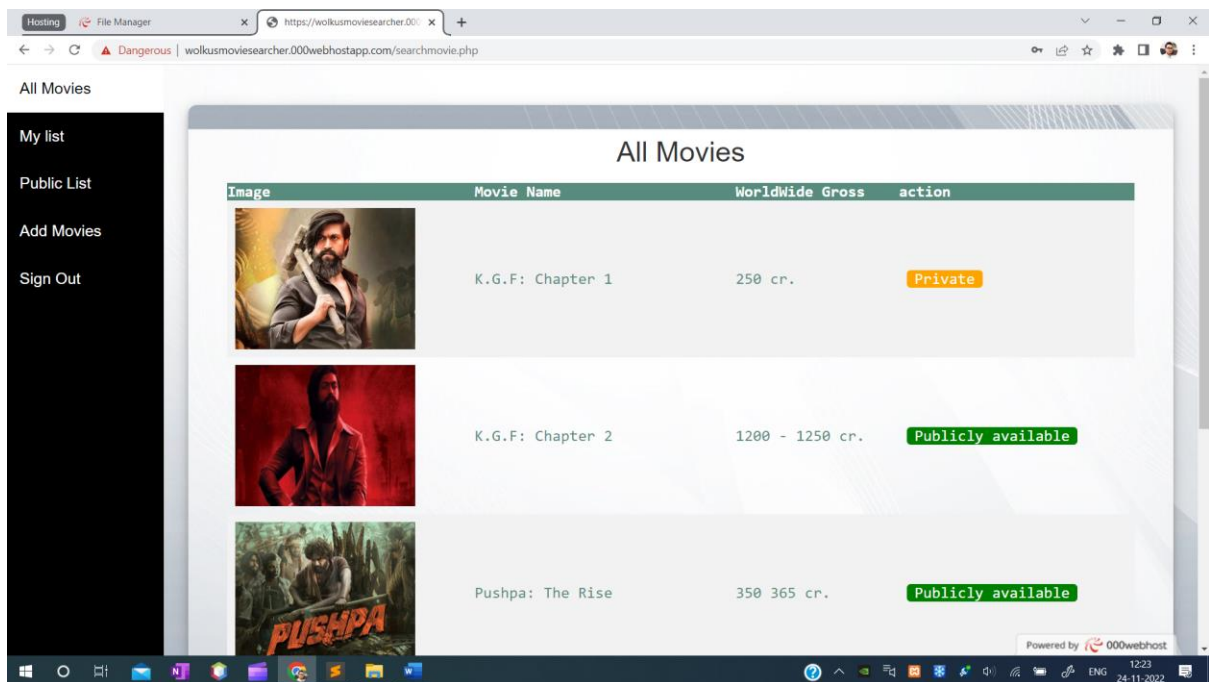 Hosting File Manager https://wolkusmoviesearcher.000
Dangerous wolkusmoviesearcher.000webhostapp.com/searchmovie.php
All Movies
My list
Public List
Add Movies
Sign Out
All Movies
Image Movie Name WorldWide Gross action
K.G.F: Chapter 1 250 cr. Private
K.G.F: Chapter 2 1200 - 1250 cr. Publicly available
Pushpa: The Rise 350 365 cr. Publicly available
PUSHPA
Powered by 000webhost
ENG 12:23
24-11-2022